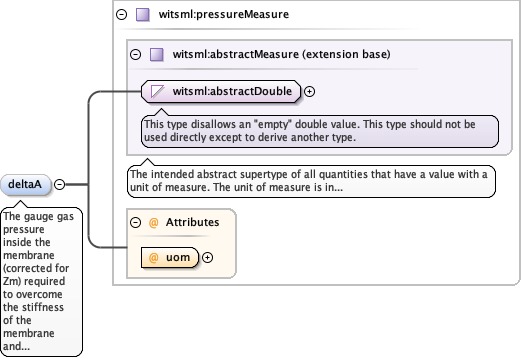 witsml:pressureMeasure
witsml:abstractMeasure (extension base)
witsml:abstractDouble
This type disallows an "empty" double value. This type should not be
used directly except to derive another type.
The intended abstract supertype of all quantities that have a value with a
unit of measure. The unit of measure is in...
deltaA
The gauge gas
pressure
inside the
membrane
(corrected for
Zm) required
to overcome
the stiffness
of the
membrane
and...
@ Attributes
@ uom